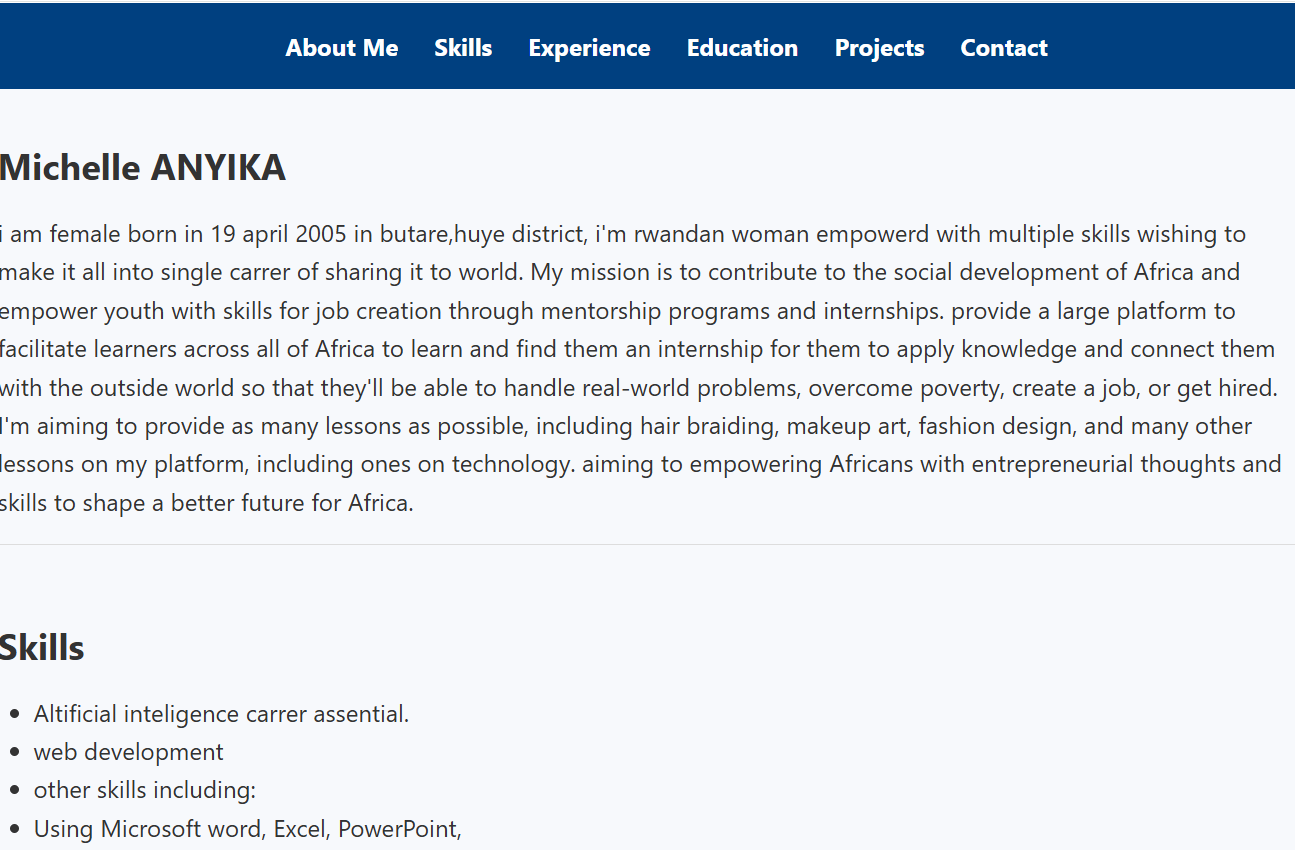 About Me Skills Experience Education Projects Contact
Michelle ANYIKA
i am female born in 19 april 2005 in butare,huye district, i'm rwandan woman empowerd with multiple skills wishing to
make it all into single carrer of sharing it to world. My mission is to contribute to the social development of Africa and
empower youth with skills for job creation through mentorship programs and internships. provide a large platform to
facilitate learners across all of Africa to learn and find them an internship for them to apply knowledge and connect them
with the outside world so that they'll be able to handle real-world problems, overcome poverty, create a job, or get hired.
I'm aiming to provide as many lessons as possible, including hair braiding, makeup art, fashion design, and many other
lessons on my platform, including ones on technology. aiming to empowering Africans with entrepreneurial thoughts and
skills to shape a better future for Africa.
Skills
• Altificial inteligence carrer assential.
• web development
• other skills including:
• Using Microsoft word, Excel, PowerPoint,